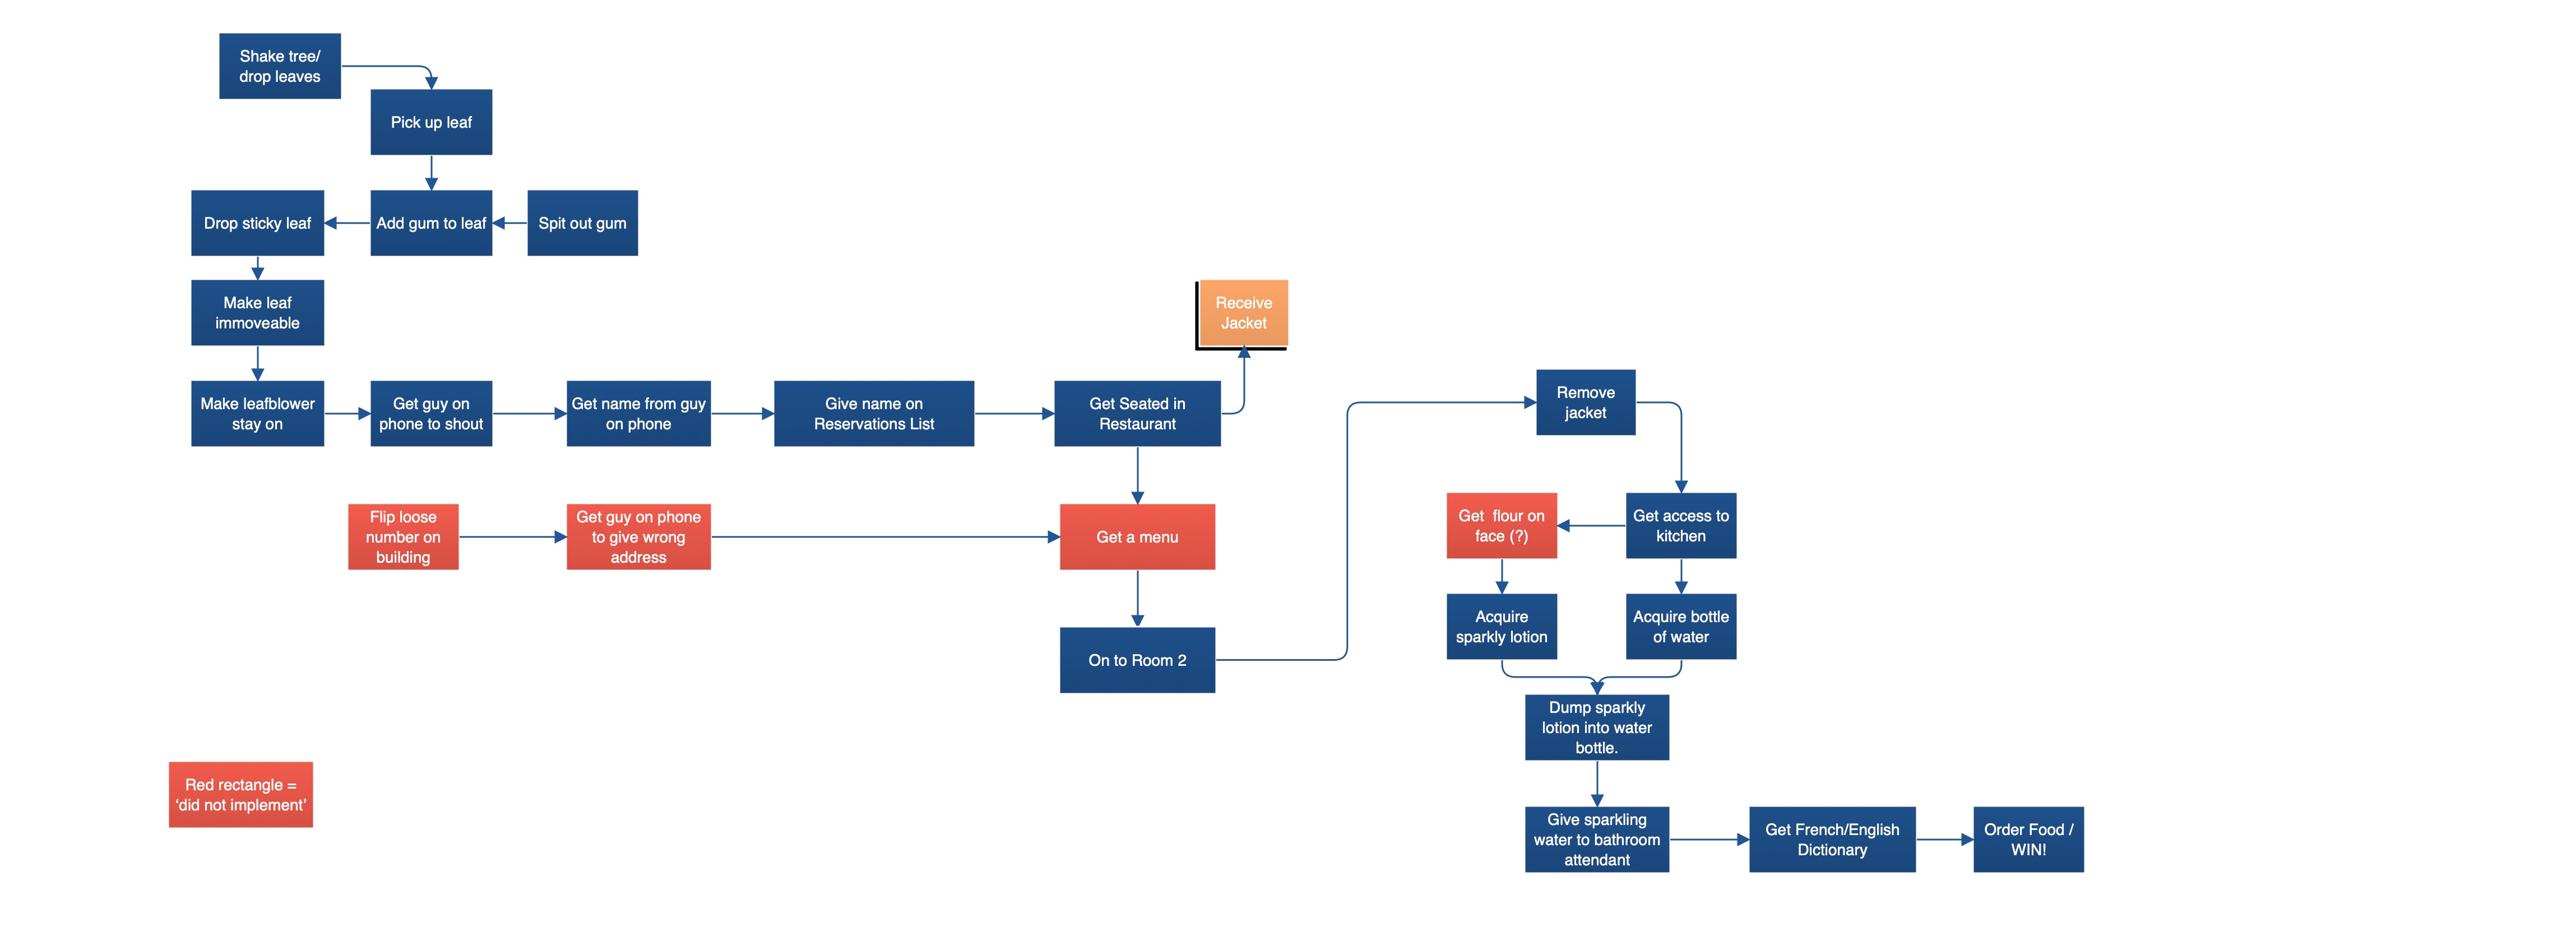 Shake tree/
drop leaves
Pick up leaf
Drop sticky leaf
Add gum to leaf
Spit out gum
Make leaf
immoveable
Receive
Jacket
Make leafblower
stay on
Get guy on
phone to shout
Get name from guy
on phone
Give name on
Reservations List
Get Seated in
Restaurant
Remove
jacket
Flip loose
number on
building
Get guy on phone
to give wrong
address
Get a menu
Get  flour on
face (?)
Get access to
kitchen
On to Room 2
Acquire
sparkly lotion
Acquire bottle
of water
Dump sparkly
lotion into water
bottle.
Red rectangle =
‘did not implement’
Give sparkling
water to bathroom
attendant
Get French/English
Dictionary
Order Food /
WIN!